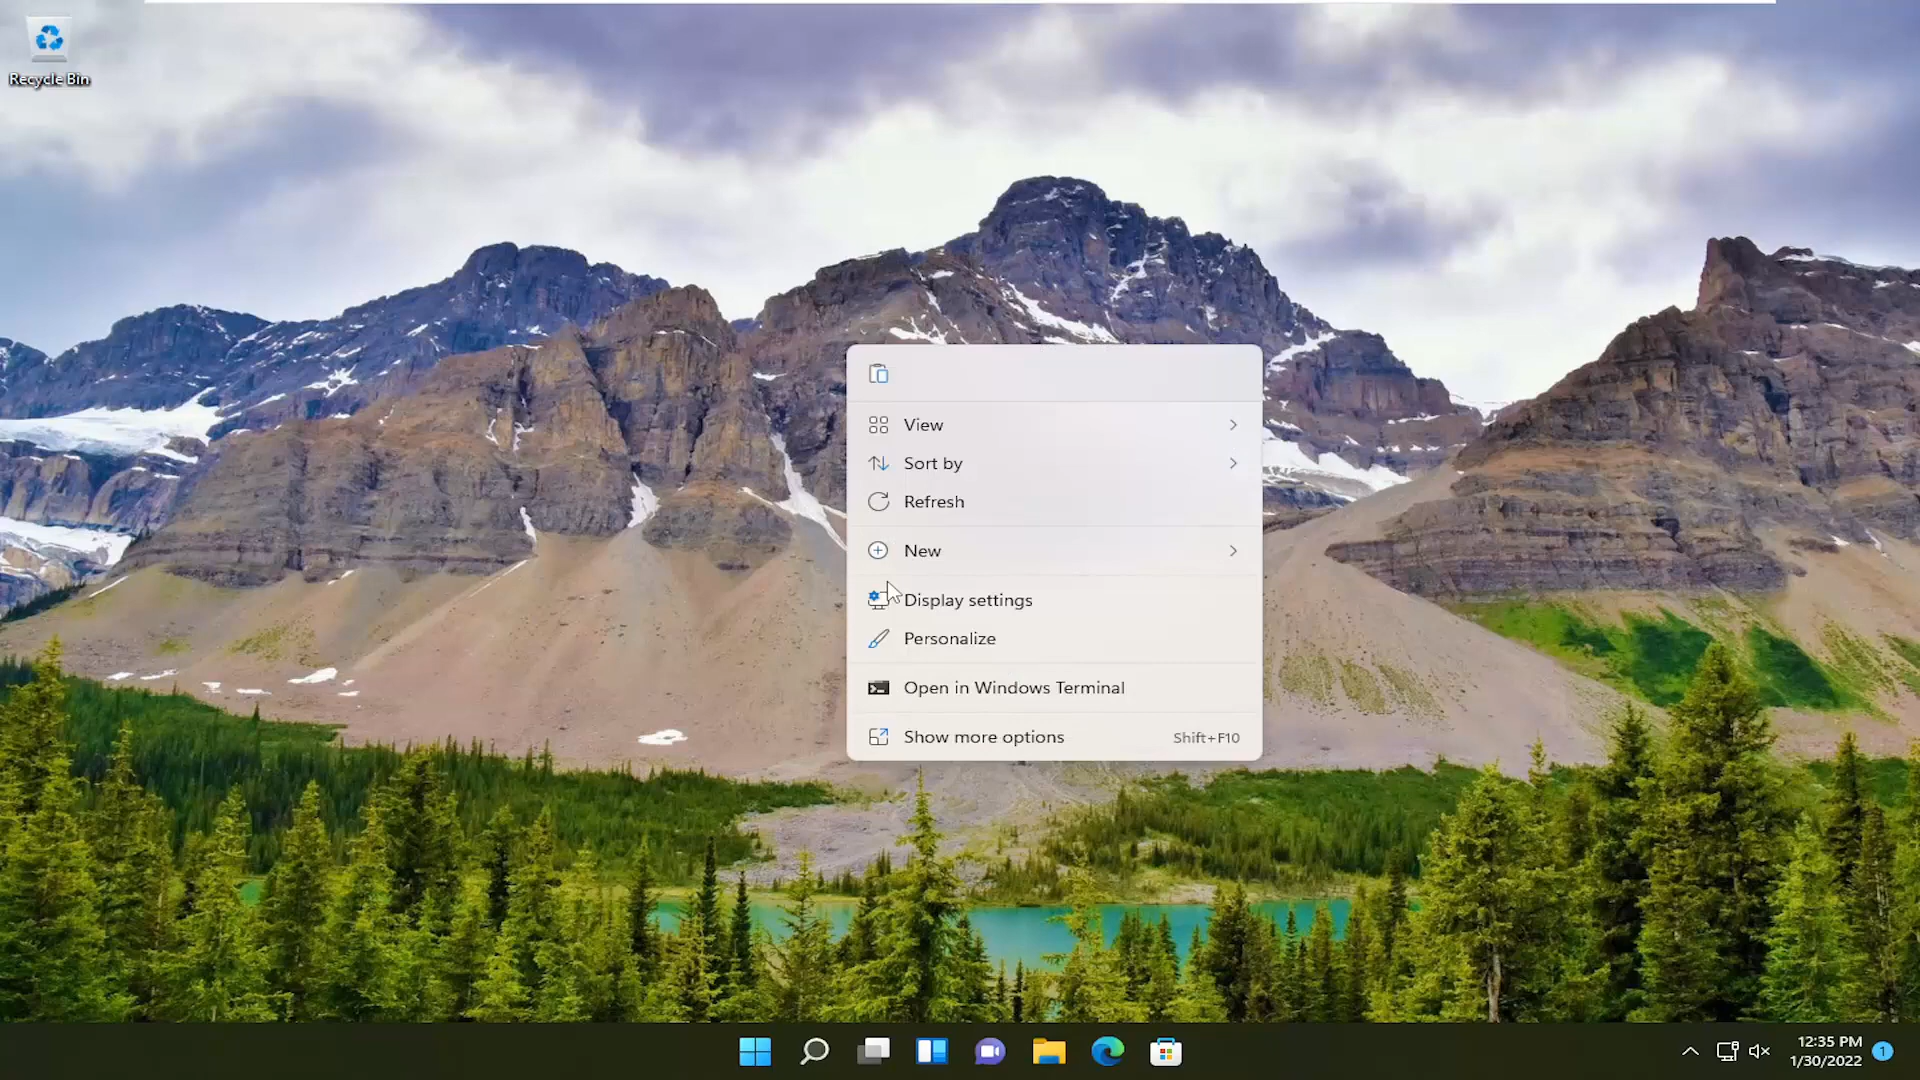 Recycle Bin
View
Sort by
Refresh
New
Display settings
Personalize
Open in Windows Terminal
Show more options Shift+F10
12:35 PM
1/30/2022
1